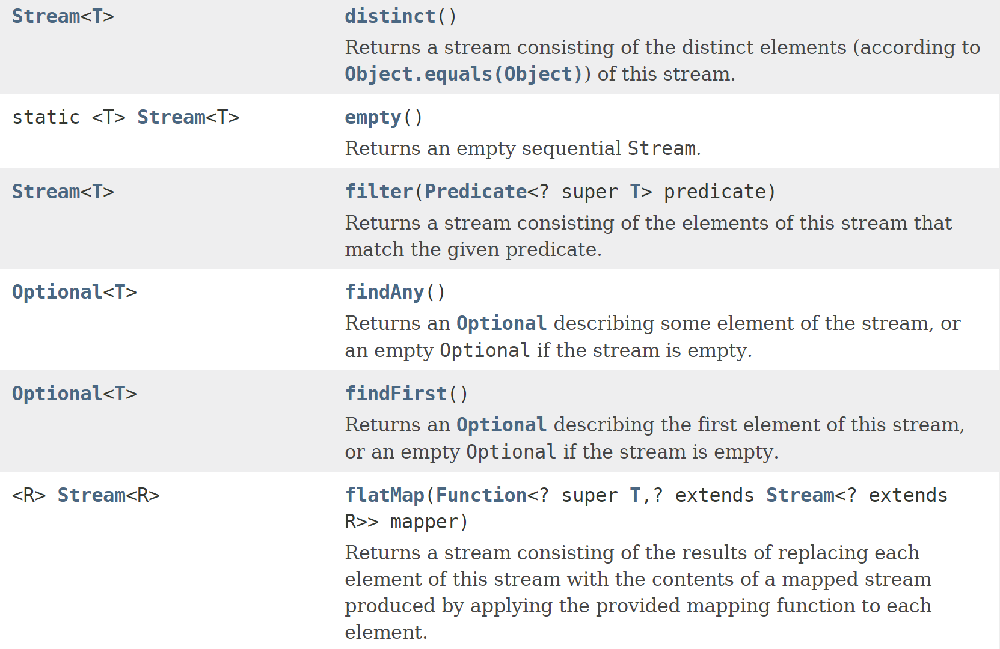 Stream<T> distinct()
Returns a stream consisting of the distinct elements (according to
Object.equals(Object)) of this stream.
static <T> Stream<T> empty()
Returns an empty sequential Stream.
Stream<T> filter(Predicate<? super T> predicate)
Returns a stream consisting of the elements of this stream that
match the given predicate.
Optional<T> findAny()
Returns an Optional describing some element of the stream, or
an empty Optional if the stream is empty.
Optional<T> findFirst()
Returns an Optional describing the first element of this stream,
or an empty Optional if the stream is empty.
<R> Stream<R> flatMap(Function<? super T,? extends Stream<? extends
R>> mapper)
Returns a stream consisting of the results of replacing each
element of this stream with the contents of a mapped stream
produced by applying the provided mapping function to each
element.